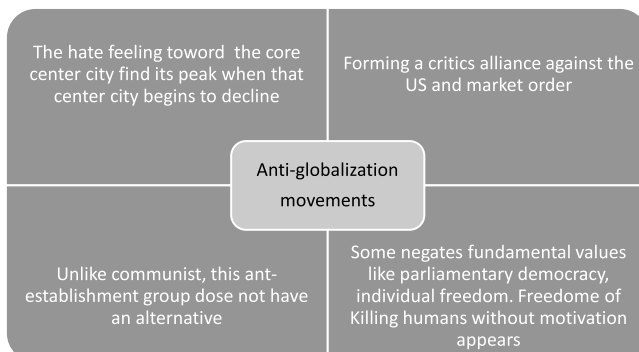 The hate feeling toword  the core
center city find its peak when that
center city begins to decline
Forming a critics alliance against the
US and market order
Anti-globalization
movements
Unlike communist, this ant-
establishment group dose not have
an alternative
Some negates fundamental values
like parliamentary democracy,
individual freedom. Freedome of
Killing humans without motivation
appears